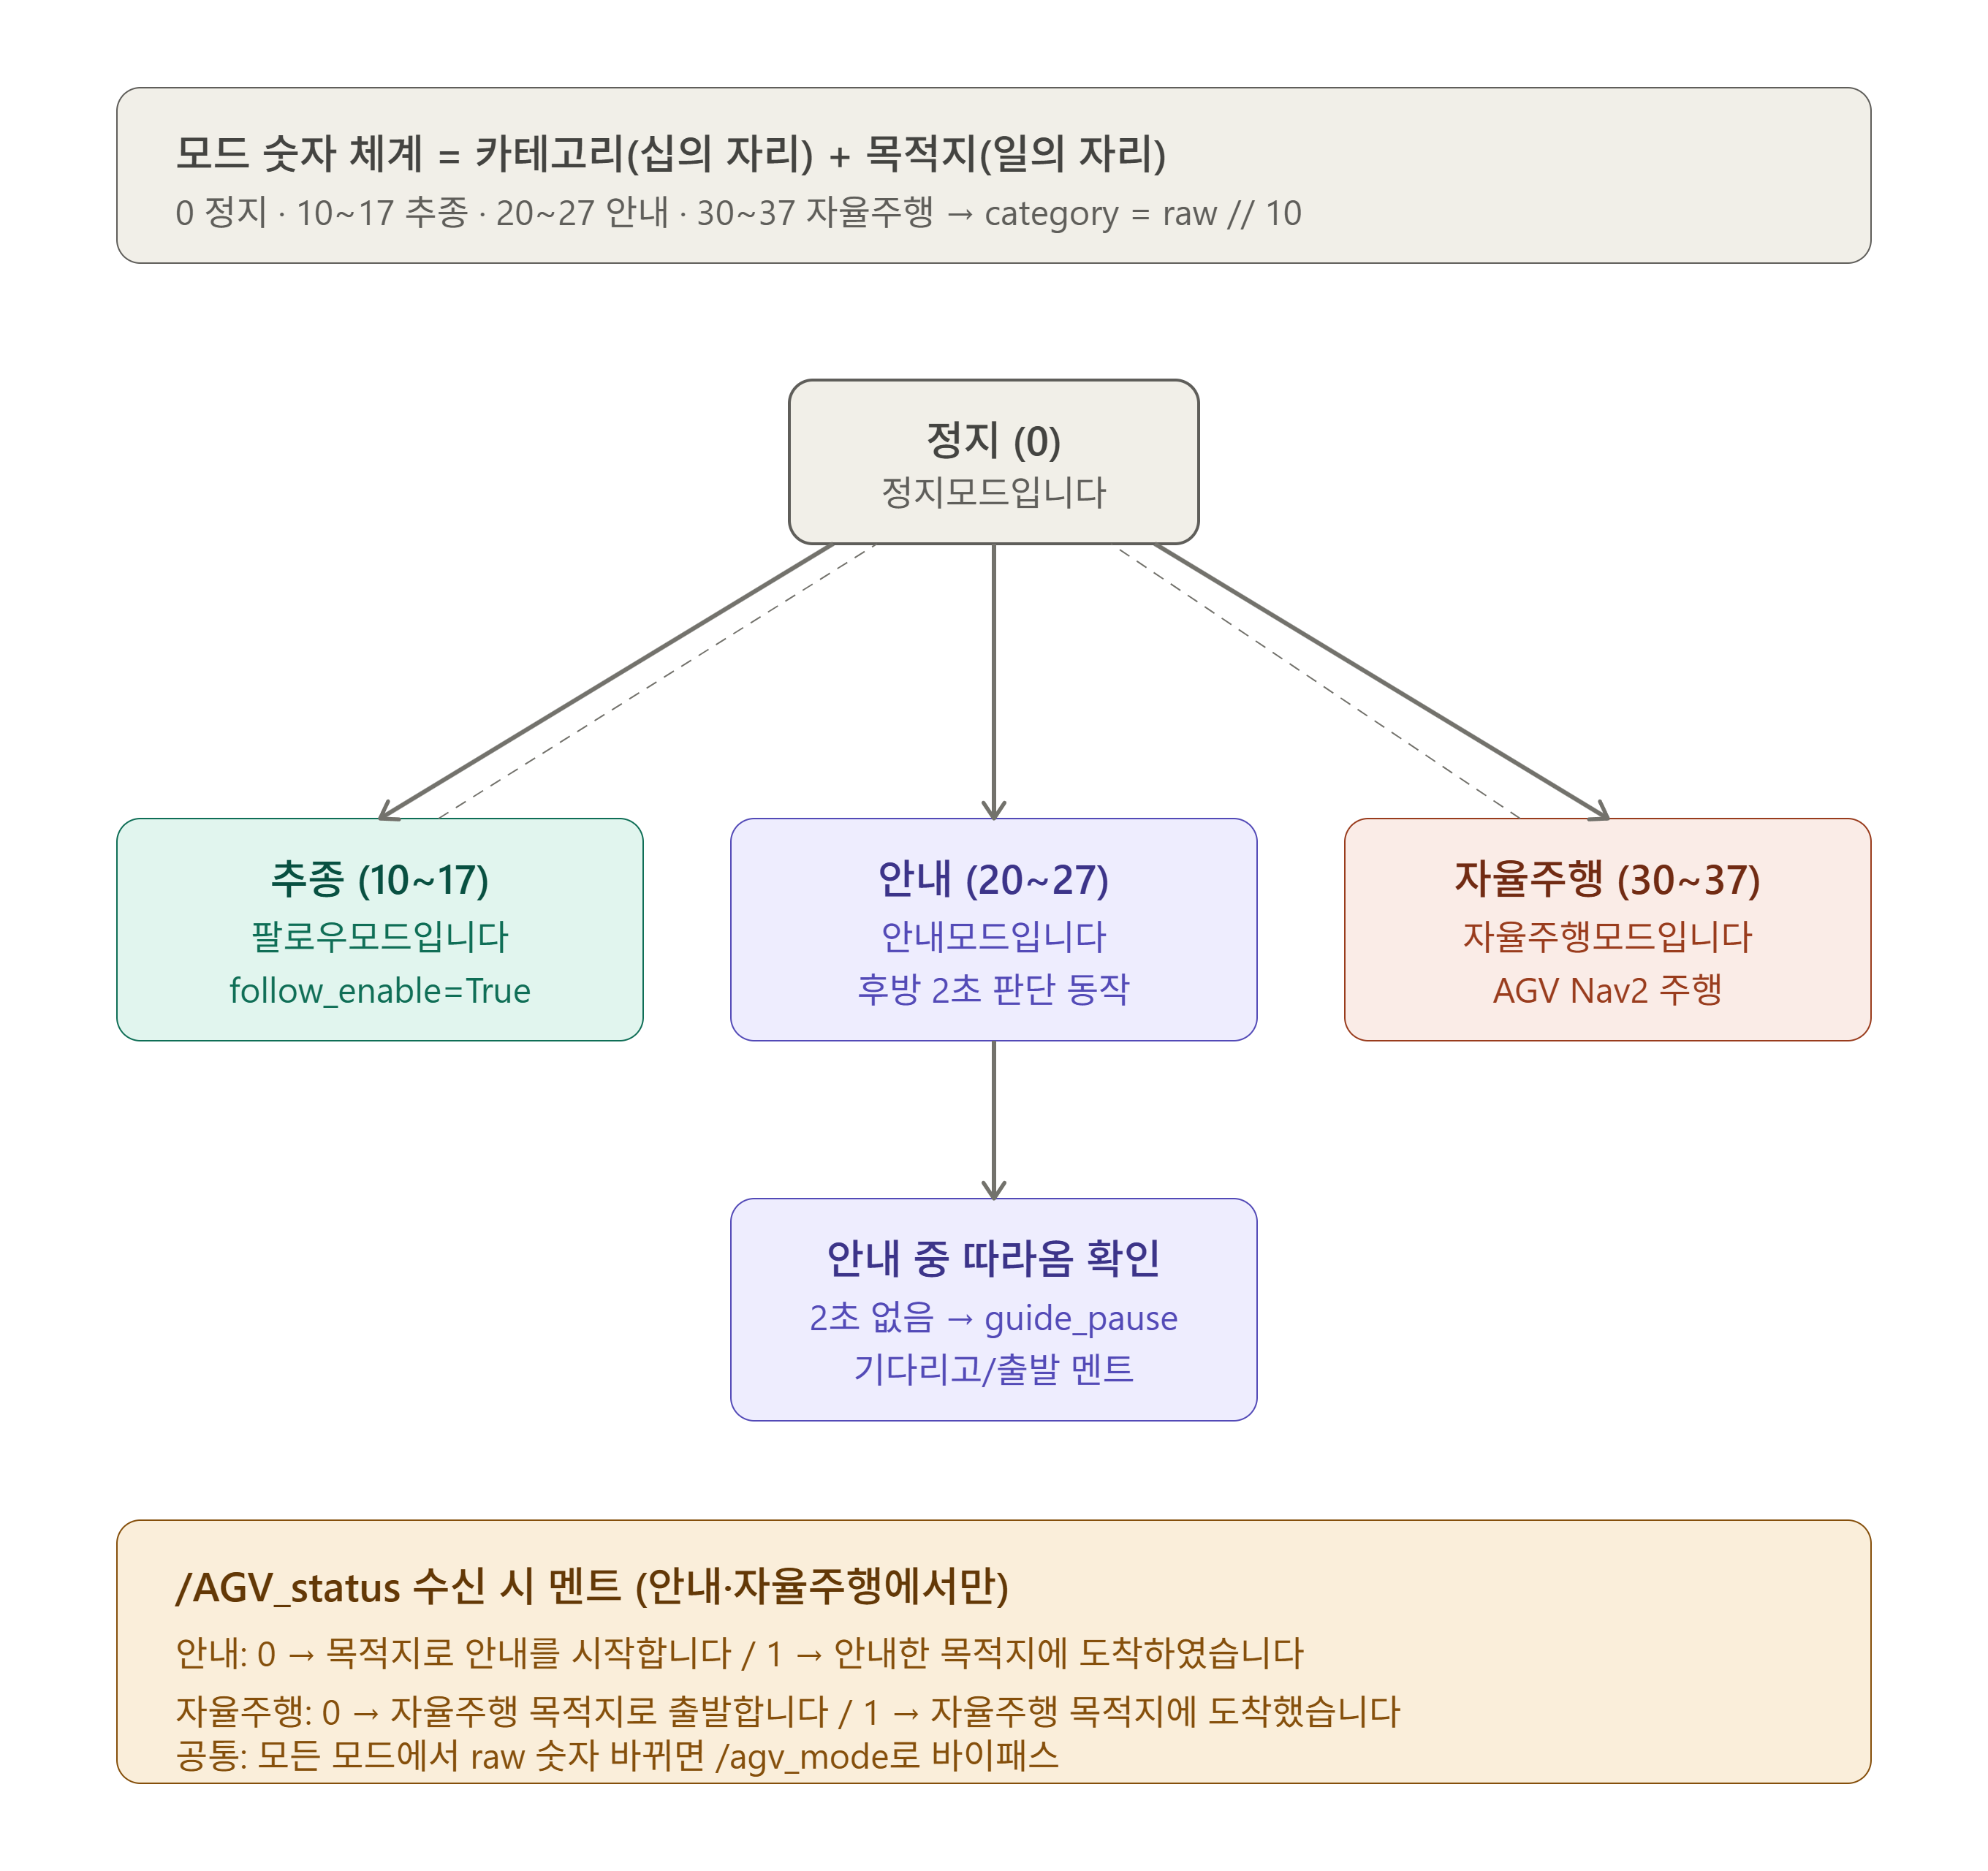 모드 숫자 체계 = 카테고리(십의 자리) + 목적지(일의 자리)
0 정지 · 10~17 추종 · 20~27 안내 · 30~37 자율주행 → category = raw // 10
정지 (0)
정지모드입니다
추종 (10~17)
팔로우모드입니다
follow_enable=True
안내 (20~27)
안내모드입니다
후방 2초 판단 동작
자율주행 (30~37)
자율주행모드입니다
AGV Nav2 주행
안내 중 따라옴 확인
2초 없음 → guide_pause
기다리고/출발 멘트
/AGV_status 수신 시 멘트 (안내·자율주행에서만)
안내: 0 → 목적지로 안내를 시작합니다 / 1 → 안내한 목적지에 도착하였습니다
자율주행: 0 → 자율주행 목적지로 출발합니다 / 1 → 자율주행 목적지에 도착했습니다
공통: 모든 모드에서 raw 숫자 바뀌면 /agv_mode로 바이패스